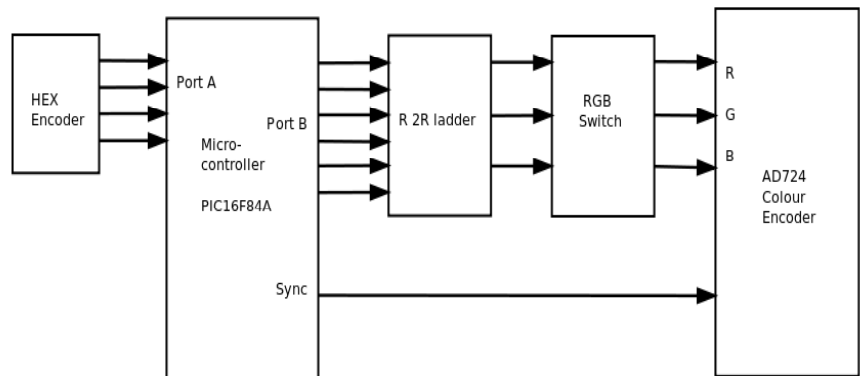 HEX
Encoder
Port A
Port B
Micro-
controller
PIC16F84A
Sync
R 2R ladder
RGB
Switch
R
G
B
AD724
Colour
Encoder